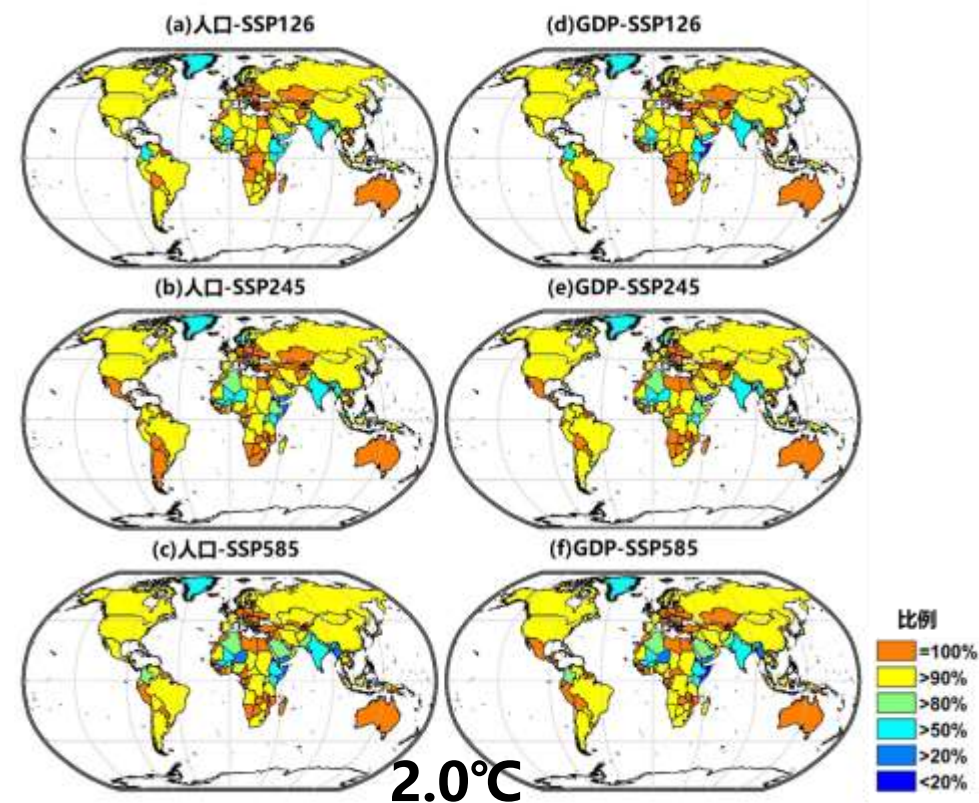 (a)人口-SSP126
(d)GDP-SSP126
(b)人口-SSP245
(e)GDP-SSP245
(c)人口-SSP585
(f)GDP-SSP585
比例
=100%
>90%
>80%
>50%
>20%
<20%
2.0℃